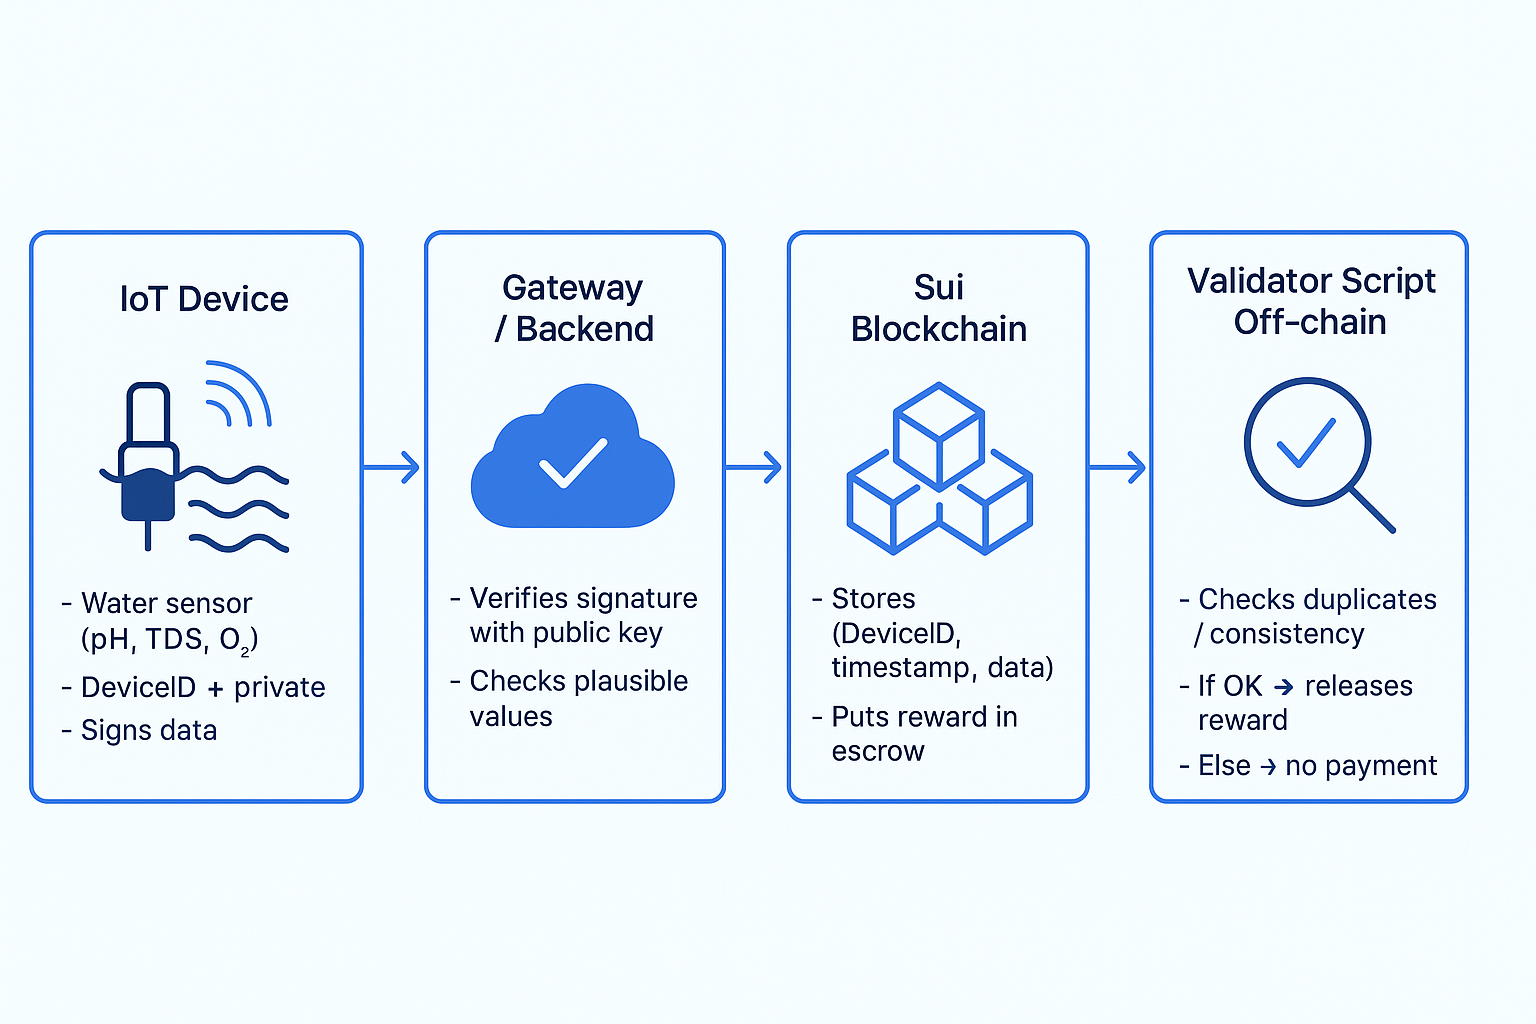 IoT Device
- Water sensor
(pH, TDS, O₂)
- DeviceID + private
- Signs data
Gateway
/ Backend
- Verifies signature
with public key
- Checks plausible
values
Sui
Blockchain
- Stores
(DeviceID,
timestamp, data)
- Puts reward in
escrow
Validator Script
Off-chain
- Checks duplicates
/ consistency
- If OK → releases
reward
- Else → no payment